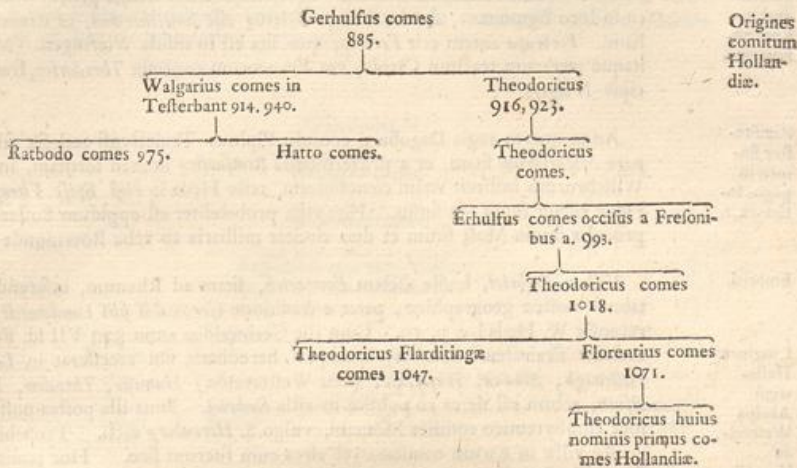 Gerhulfus comes
885.
Origines
comitum
Hollan-
diæ.
Walgarius comes in
Teſterbant 914, 940.
Theodoricus
916, 923.
Ratbodo comes 975.
Hatto comes.
Theodoricus
comes.
Erhulfus comes occiſus a Freſoni-
bus a. 993.
Theodoricus comes
1018.
Theodoricus Flarditingæ
comes 1047.
Florentius comes
1071.
Theodoricus huius
nominis primus co-
mes Hollandiæ.